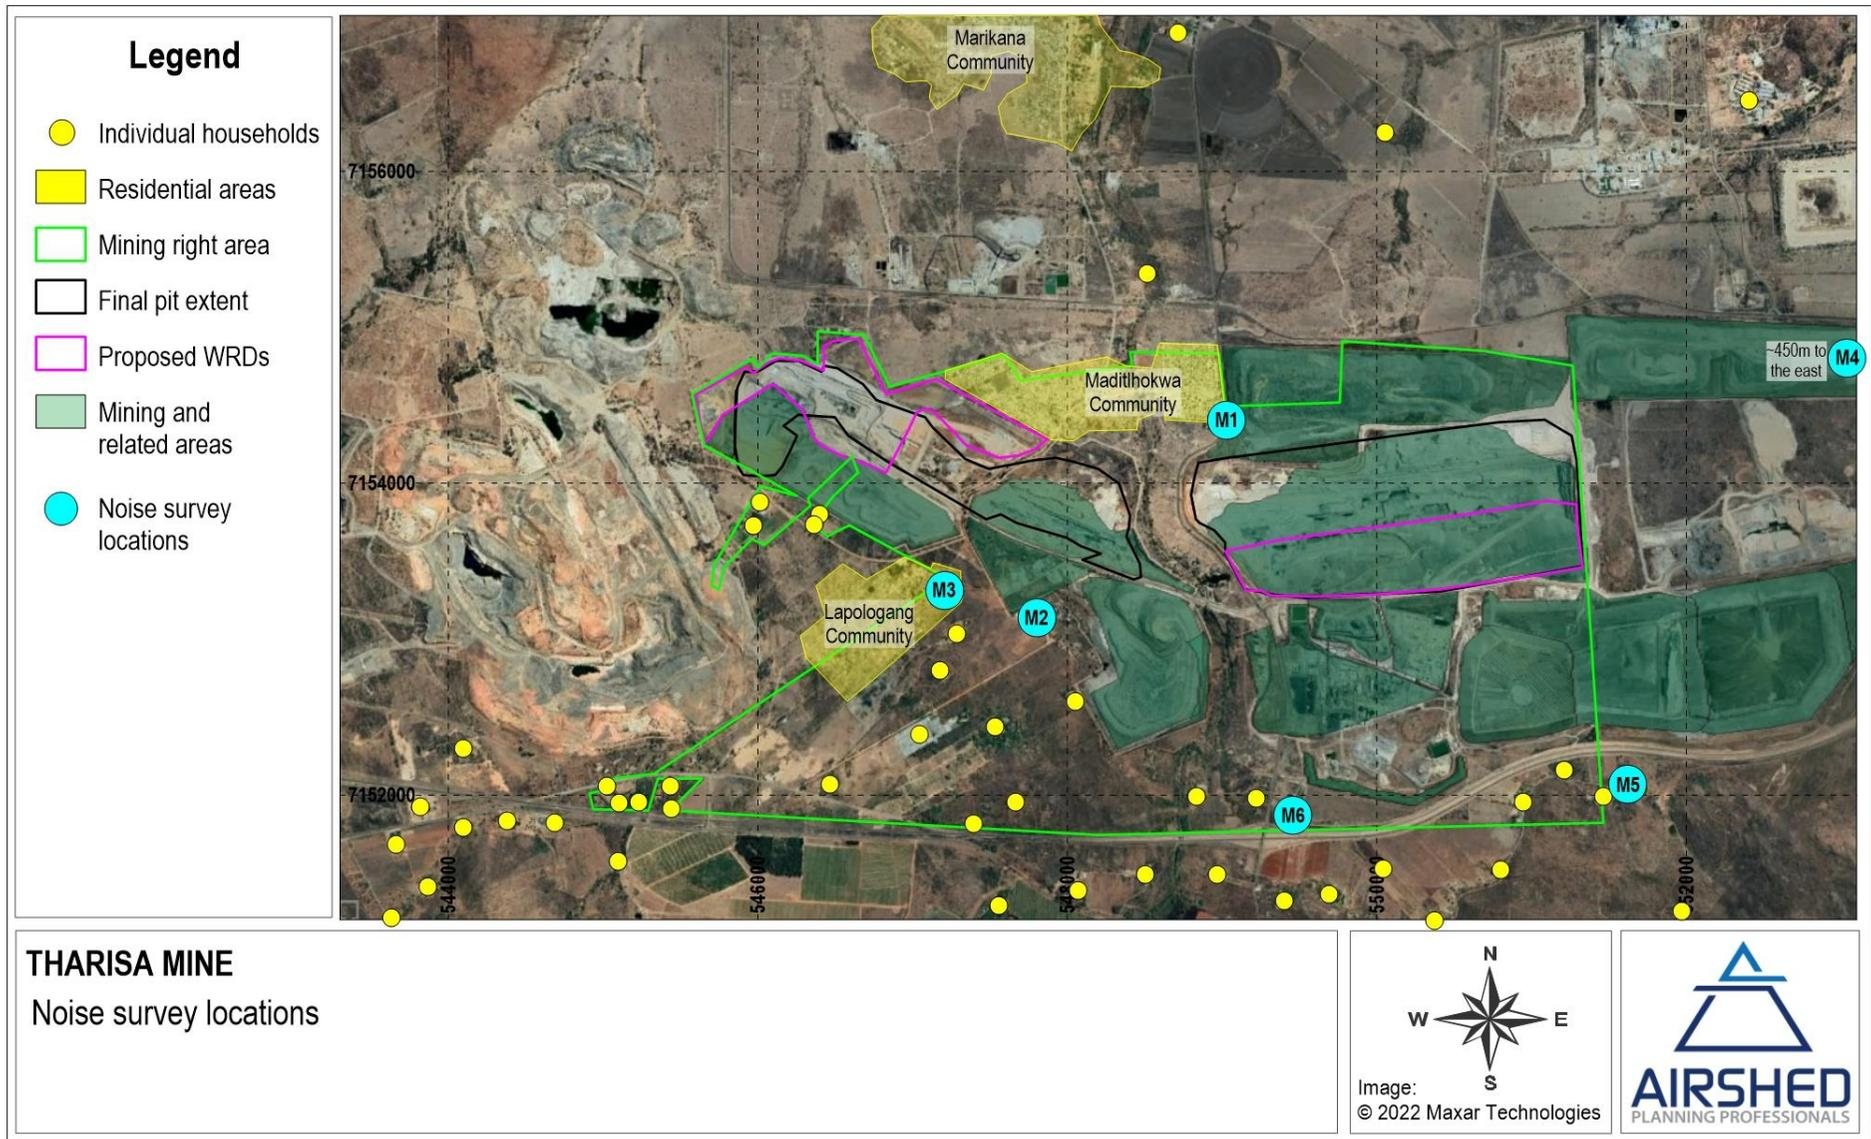 Legend
Individual households
Residential areas
Mining right area
Final pit extent
Proposed WRDs
Mining and
related areas
Noise survey
locations
Marikana
Community
7156000
~450m to
the east
M4
Maditlhokwa
Community
M1
7154000
M3
Lapologang
Community
M2
7152000
M5
M6
544000
546000
548000
550000
552000
THARISA MINE
Noise survey locations
N
W
E
S
Image:
© 2022 Maxar Technologies
AIRSHED
PLANNING PROFESSIONALS